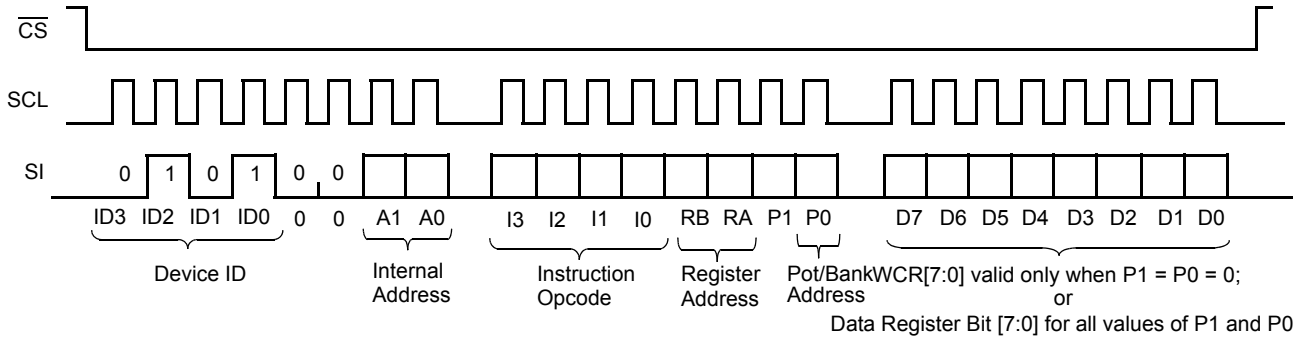 CS
SCL
SI
0 1 0 1 0 0
ID3 ID2 ID1 ID0 0 0 A1 A0 I3 I2 I1 I0 RB RA P1 P0 D7 D6 D5 D4 D3 D2 D1 D0
Device ID
Internal
Address
Instruction
Opcode
Register
Address
Pot/Bank
Address
WCR[7:0] valid only when P1 = P0 = 0;
or
Data Register Bit [7:0] for all values of P1 and P0